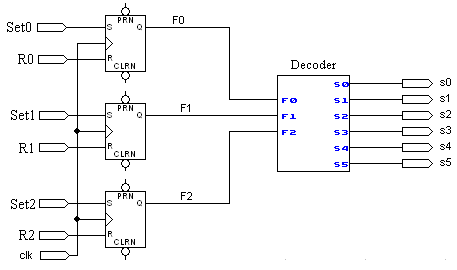 Set0 PRN F0
S Q
R0 R
CLRN
Decoder
s0 s0
F0 s1 s1
Set1 PRN F1
S Q F1 s2 s2
F2 s3 s3
R1 R
CLRN s4 s4
s5 s5
Set2 PRN F2
S Q
R2 R
CLRN
clk